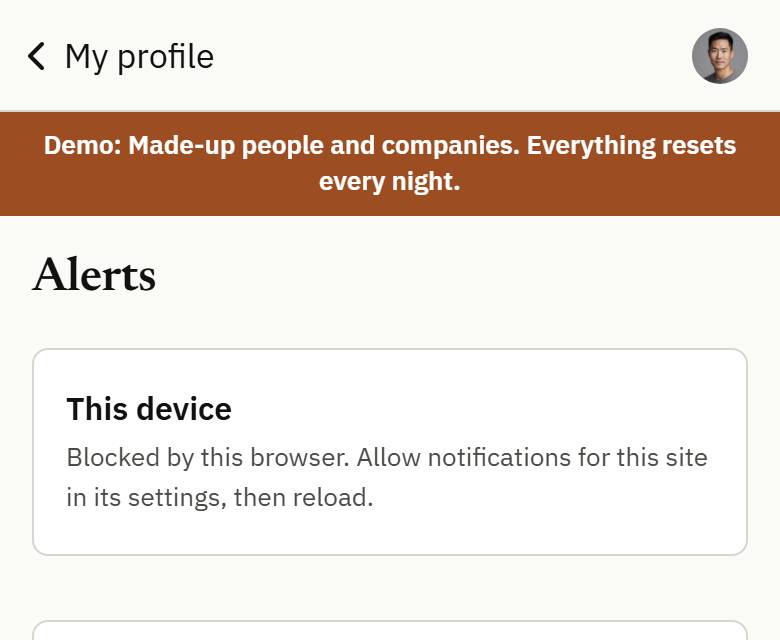 My profile
Demo: Made-up people and companies. Everything resets
every night.
Alerts
This device
Blocked by this browser. Allow notifications for this site
in its settings, then reload.